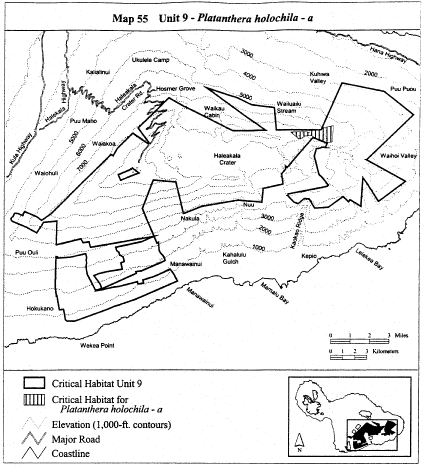 Map 55 Unit 9 - Platanthera holochila - a
Ukulele Camp
3000
Hana Highway
Kalialinui
4000
Kuhiwa
Valley
2000
Haleakala
Highway
Haleakala
Crater Rd.
Hosmer Grove
5000
Puu Puou
Waikau
Cabin
Wailuaiki
Stream
Puu Maho
Kula Highway
5000
6000
7000
Waiakoa
Haleakala
Crater
Waihoi Valley
Waiohuli
Nuu
Nakula
3000
2000
1000
Kaupo Ridge
Puu Ouli
Kahalulu
Gulch
Kepio
Lelekea Bay
Manawainui
Mamalu Bay
Hokukano
Manawainui
Wekea Point
0 1 2 3 Miles
0 1 2 3 Kilometers
Critical Habitat Unit 9
Critical Habitat for
Platanthera holochila - a
Elevation (1,000-ft. contours)
Major Road
Coastline
N